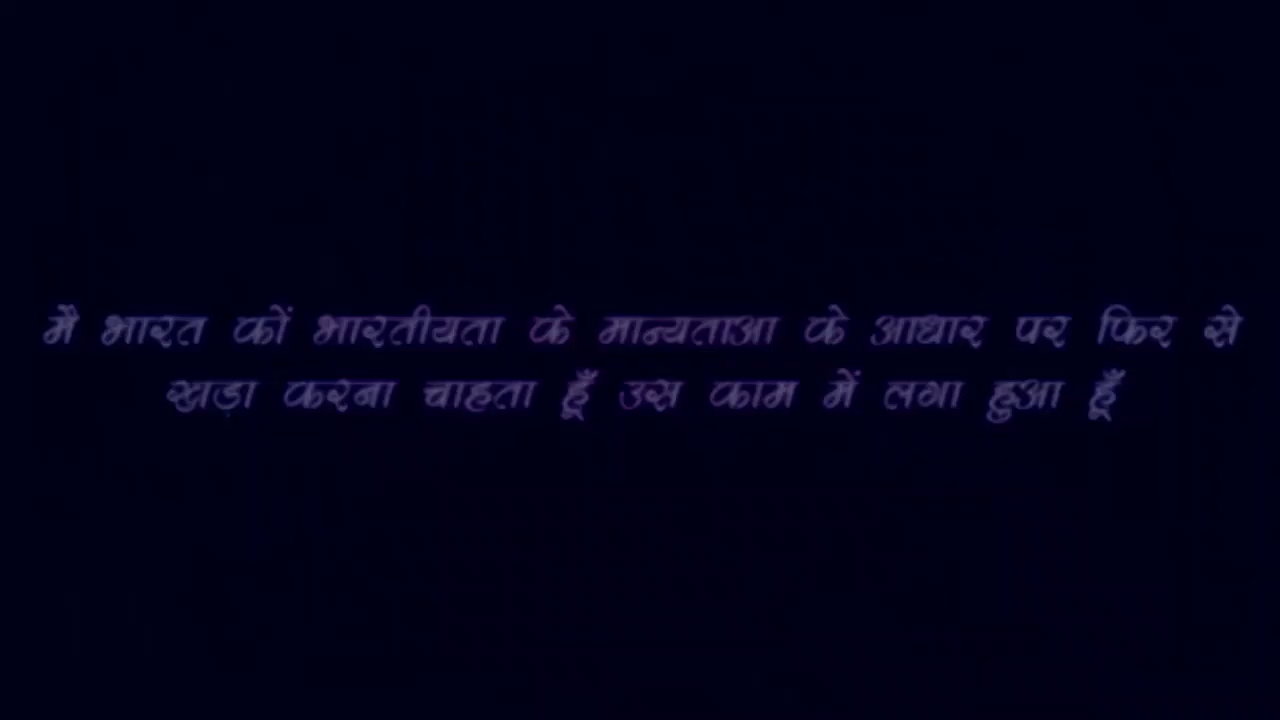 मै भारत कों भारतीयता के मान्यताआ के आधार पर फिर से
खड़ा करना चाहता हूँ उस काम में लगा हुआ हूँ